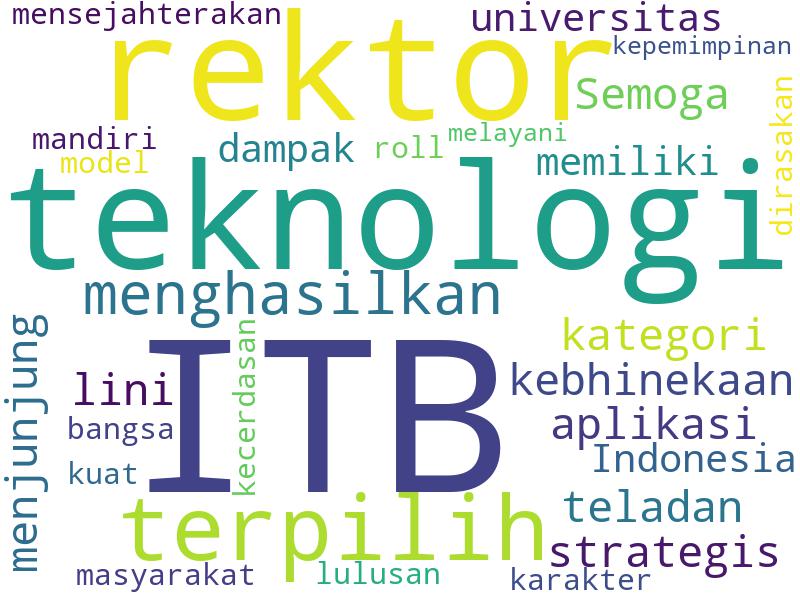 mensejahterakan
universitas
rektor
kepemimpinan
Semoga
dirasakan
mandiri
dampak
roll
melayani
model
memiliki
teknologi
menghasilkan
menjunjung
kecerdasan
kategori
ITB
lini
kebhinekaan
bangsa
aplikasi
kuat
Indonesia
terpilih
teladan
strategis
masyarakat
lulusan
karakter